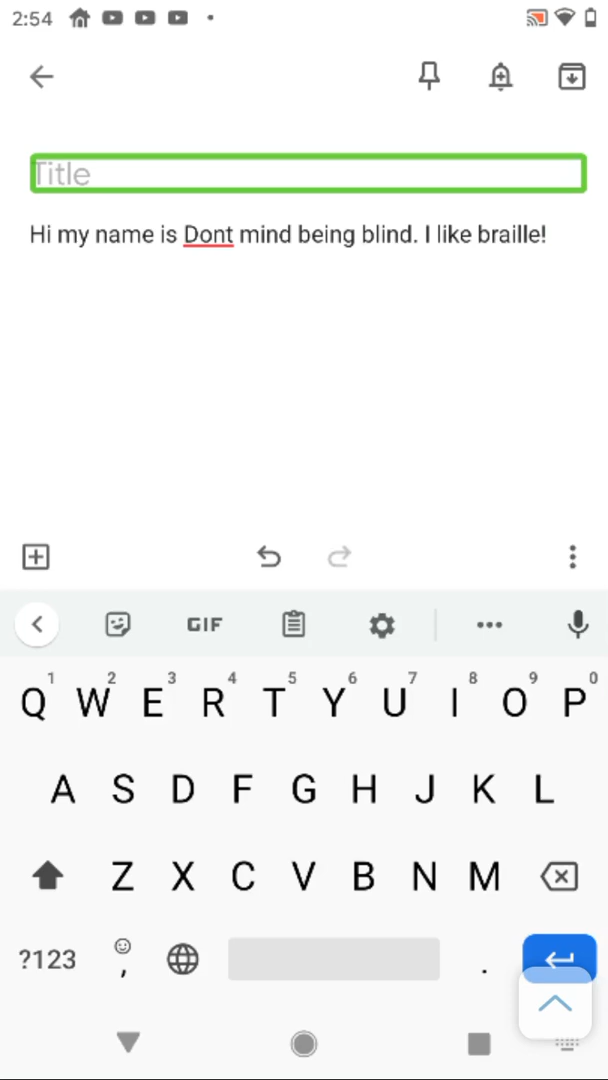 2:54
Title
Hi my name is Dont mind being blind. I like braille!
GIF
1 2 3 4 5 6 7 8 9 0
Q W E R T Y U I O P
A S D F G H J K L
Z X C V B N M
?123 , .